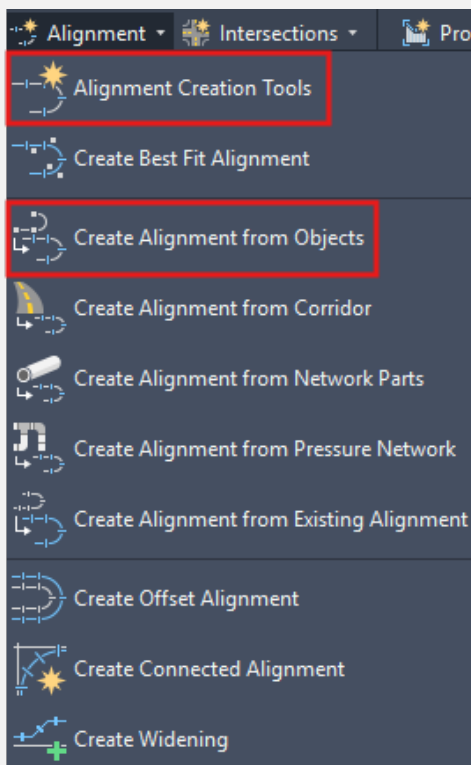 Alignment Intersections Pro
Alignment Creation Tools
Create Best Fit Alignment
Create Alignment from Objects
Create Alignment from Corridor
Create Alignment from Network Parts
Create Alignment from Pressure Network
Create Alignment from Existing Alignment
Create Offset Alignment
Create Connected Alignment
Create Widening